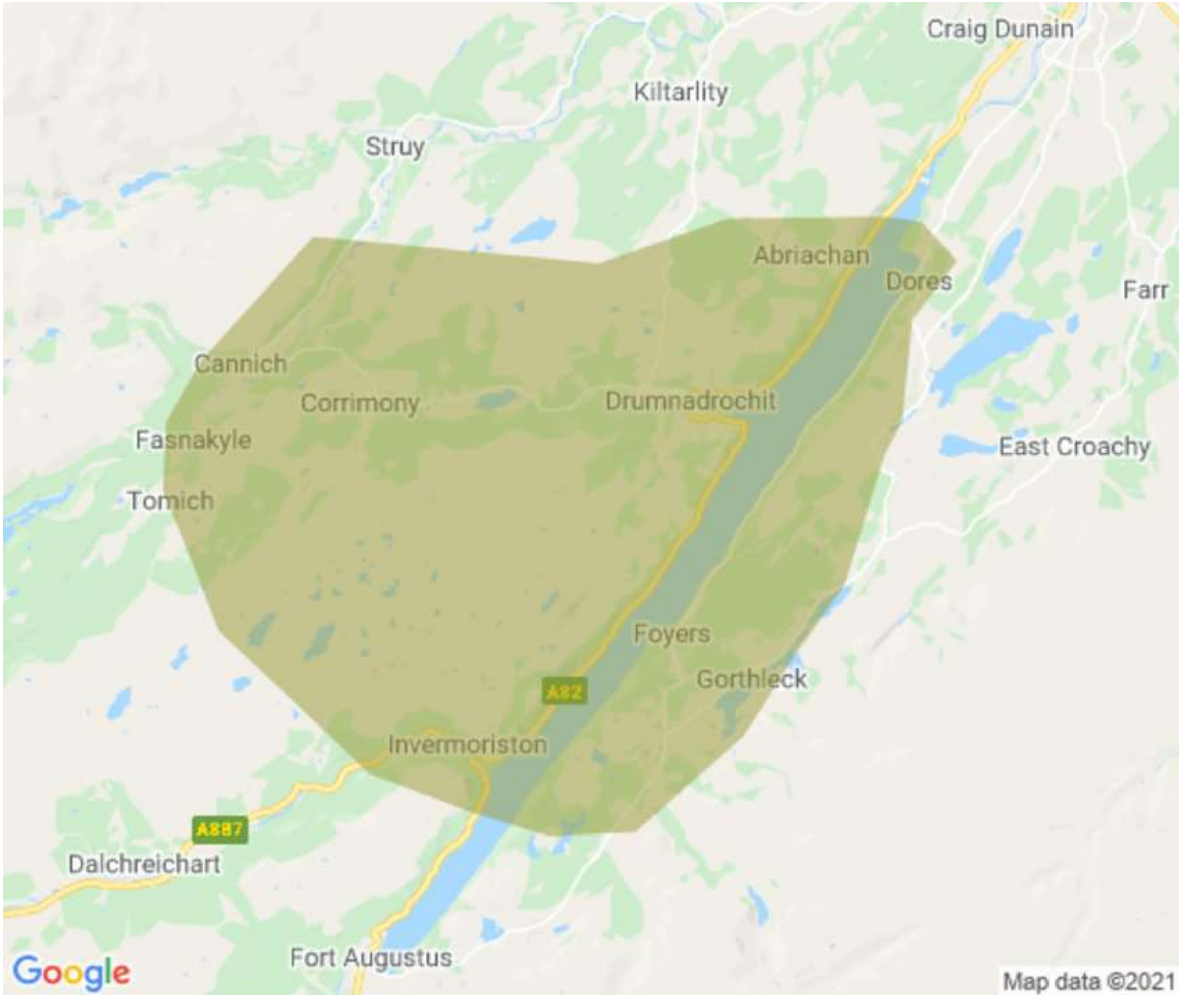 Craig Dunain
Kiltarlity
Struy
Abriachan
Dores
Farr
Cannich
Corrimony
Drumnadrochit
Fasnakyle
East Croachy
Tomich
Foyers
Gorthleck
A82
Invermoriston
A887
Dalchreichart
Fort Augustus
Google
Map data ©2021